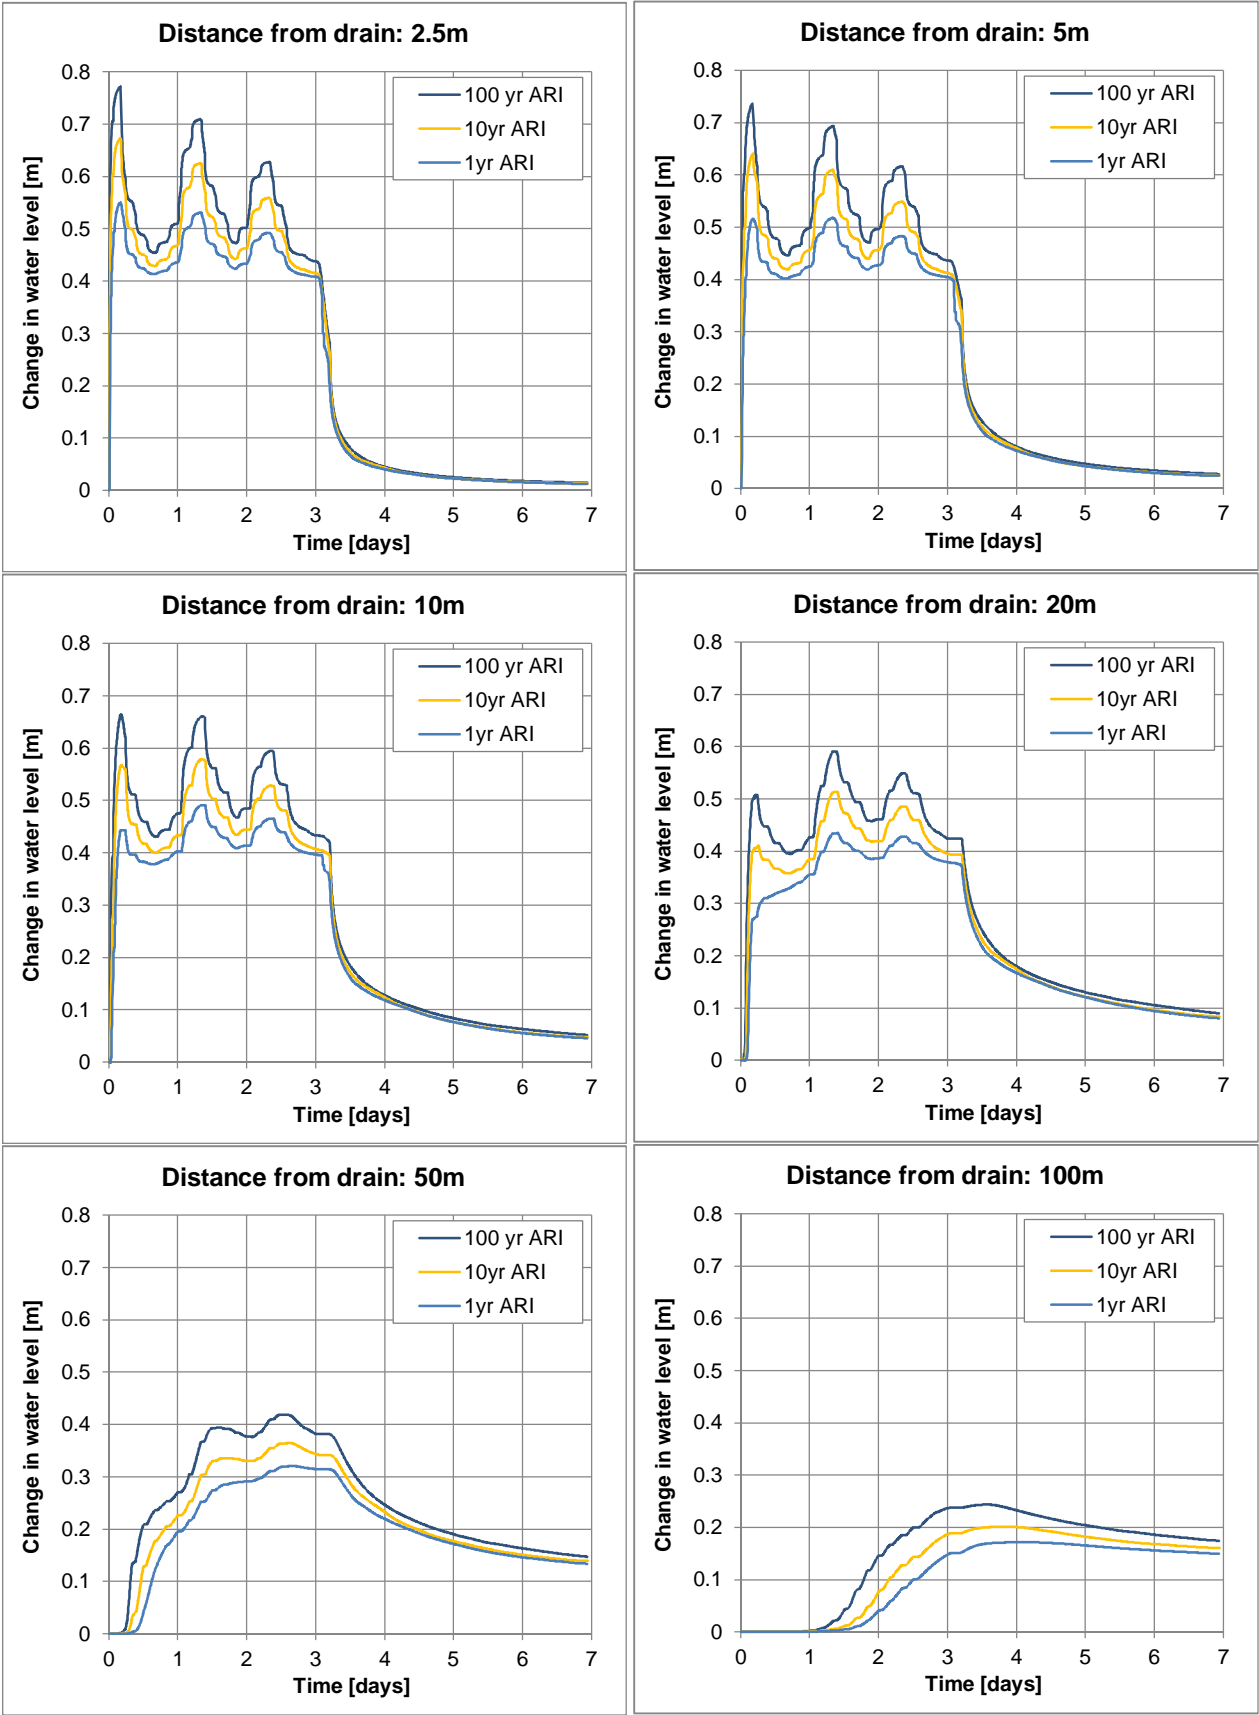 Distance from drain: 2.5m
Change in water level [m]
0.8
0.7
0.6
0.5
0.4
0.3
0.2
0.1
0
100 yr ARI
10yr ARI
1yr ARI
0 1 2 3 4 5 6 7
Time [days]
Distance from drain: 5m
Change in water level [m]
0.8
0.7
0.6
0.5
0.4
0.3
0.2
0.1
0
100 yr ARI
10yr ARI
1yr ARI
0 1 2 3 4 5 6 7
Time [days]
Distance from drain: 10m
Change in water level [m]
0.8
0.7
0.6
0.5
0.4
0.3
0.2
0.1
0
100 yr ARI
10yr ARI
1yr ARI
0 1 2 3 4 5 6 7
Time [days]
Distance from drain: 20m
Change in water level [m]
0.8
0.7
0.6
0.5
0.4
0.3
0.2
0.1
0
100 yr ARI
10yr ARI
1yr ARI
0 1 2 3 4 5 6 7
Time [days]
Distance from drain: 50m
Change in water level [m]
0.8
0.7
0.6
0.5
0.4
0.3
0.2
0.1
0
100 yr ARI
10yr ARI
1yr ARI
0 1 2 3 4 5 6 7
Time [days]
Distance from drain: 100m
Change in water level [m]
0.8
0.7
0.6
0.5
0.4
0.3
0.2
0.1
0
100 yr ARI
10yr ARI
1yr ARI
0 1 2 3 4 5 6 7
Time [days]